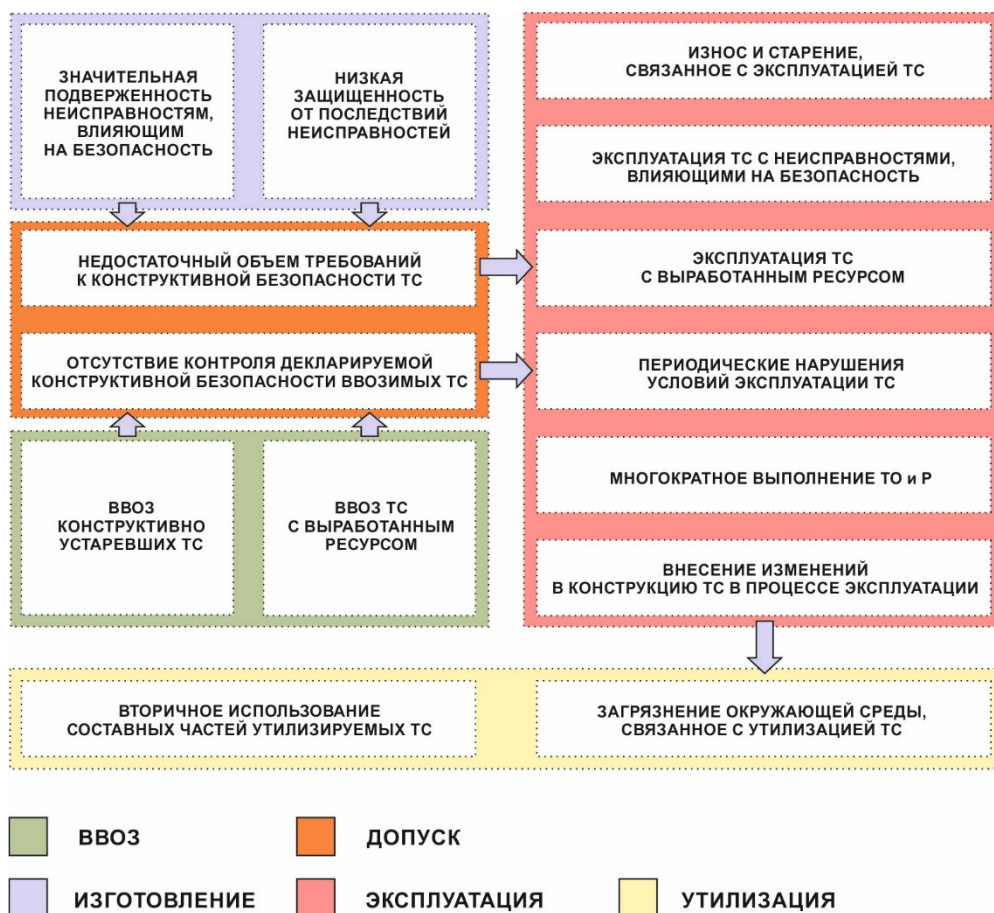 ЗНАЧИТЕЛЬНАЯ
ПОДВЕРЖЕННОСТЬ
НЕИСПРАВНОСТЯМ,
ВЛИЯЮЩИМ
НА БЕЗОПАСНОСТЬ
НИЗКАЯ
ЗАЩИЩЕННОСТЬ
ОТ ПОСЛЕДСТВИЙ
НЕИСПРАВНОСТЕЙ
НЕДОСТАТОЧНЫЙ ОБЪЕМ ТРЕБОВАНИЙ
К КОНСТРУКТИВНОЙ БЕЗОПАСНОСТИ ТС
ОТСУТСТВИЕ КОНТРОЛЯ ДЕКЛАРИРУЕМОЙ
КОНСТРУКТИВНОЙ БЕЗОПАСНОСТИ ВВОЗИМЫХ ТС
ВВОЗ
КОНСТРУКТИВНО
УСТАРЕВШИХ ТС
ВВОЗ ТС
С ВЫРАБОТАННЫМ
РЕСУРСОМ
ИЗНОС И СТАРЕНИЕ,
СВЯЗАННОЕ С ЭКСПЛУАТАЦИЕЙ ТС
ЭКСПЛУАТАЦИЯ ТС С НЕИСПРАВНОСТЯМИ,
ВЛИЯЮЩИМИ НА БЕЗОПАСНОСТЬ
ЭКСПЛУАТАЦИЯ ТС
С ВЫРАБОТАННЫМ РЕСУРСОМ
ПЕРИОДИЧЕСКИЕ НАРУШЕНИЯ
УСЛОВИЙ ЭКСПЛУАТАЦИИ ТС
МНОГОКРАТНОЕ ВЫПОЛНЕНИЕ ТО и Р
ВНЕСЕНИЕ ИЗМЕНЕНИЙ
В КОНСТРУКЦИЮ ТС В ПРОЦЕССЕ ЭКСПЛУАТАЦИИ
ВТОРИЧНОЕ ИСПОЛЬЗОВАНИЕ
СОСТАВНЫХ ЧАСТЕЙ УТИЛИЗИРУЕМЫХ ТС
ЗАГРЯЗНЕНИЕ ОКРУЖАЮЩЕЙ СРЕДЫ,
СВЯЗАННОЕ С УТИЛИЗАЦИЕЙ ТС
ВВОЗ
ДОПУСК
ИЗГОТОВЛЕНИЕ
ЭКСПЛУАТАЦИЯ
УТИЛИЗАЦИЯ